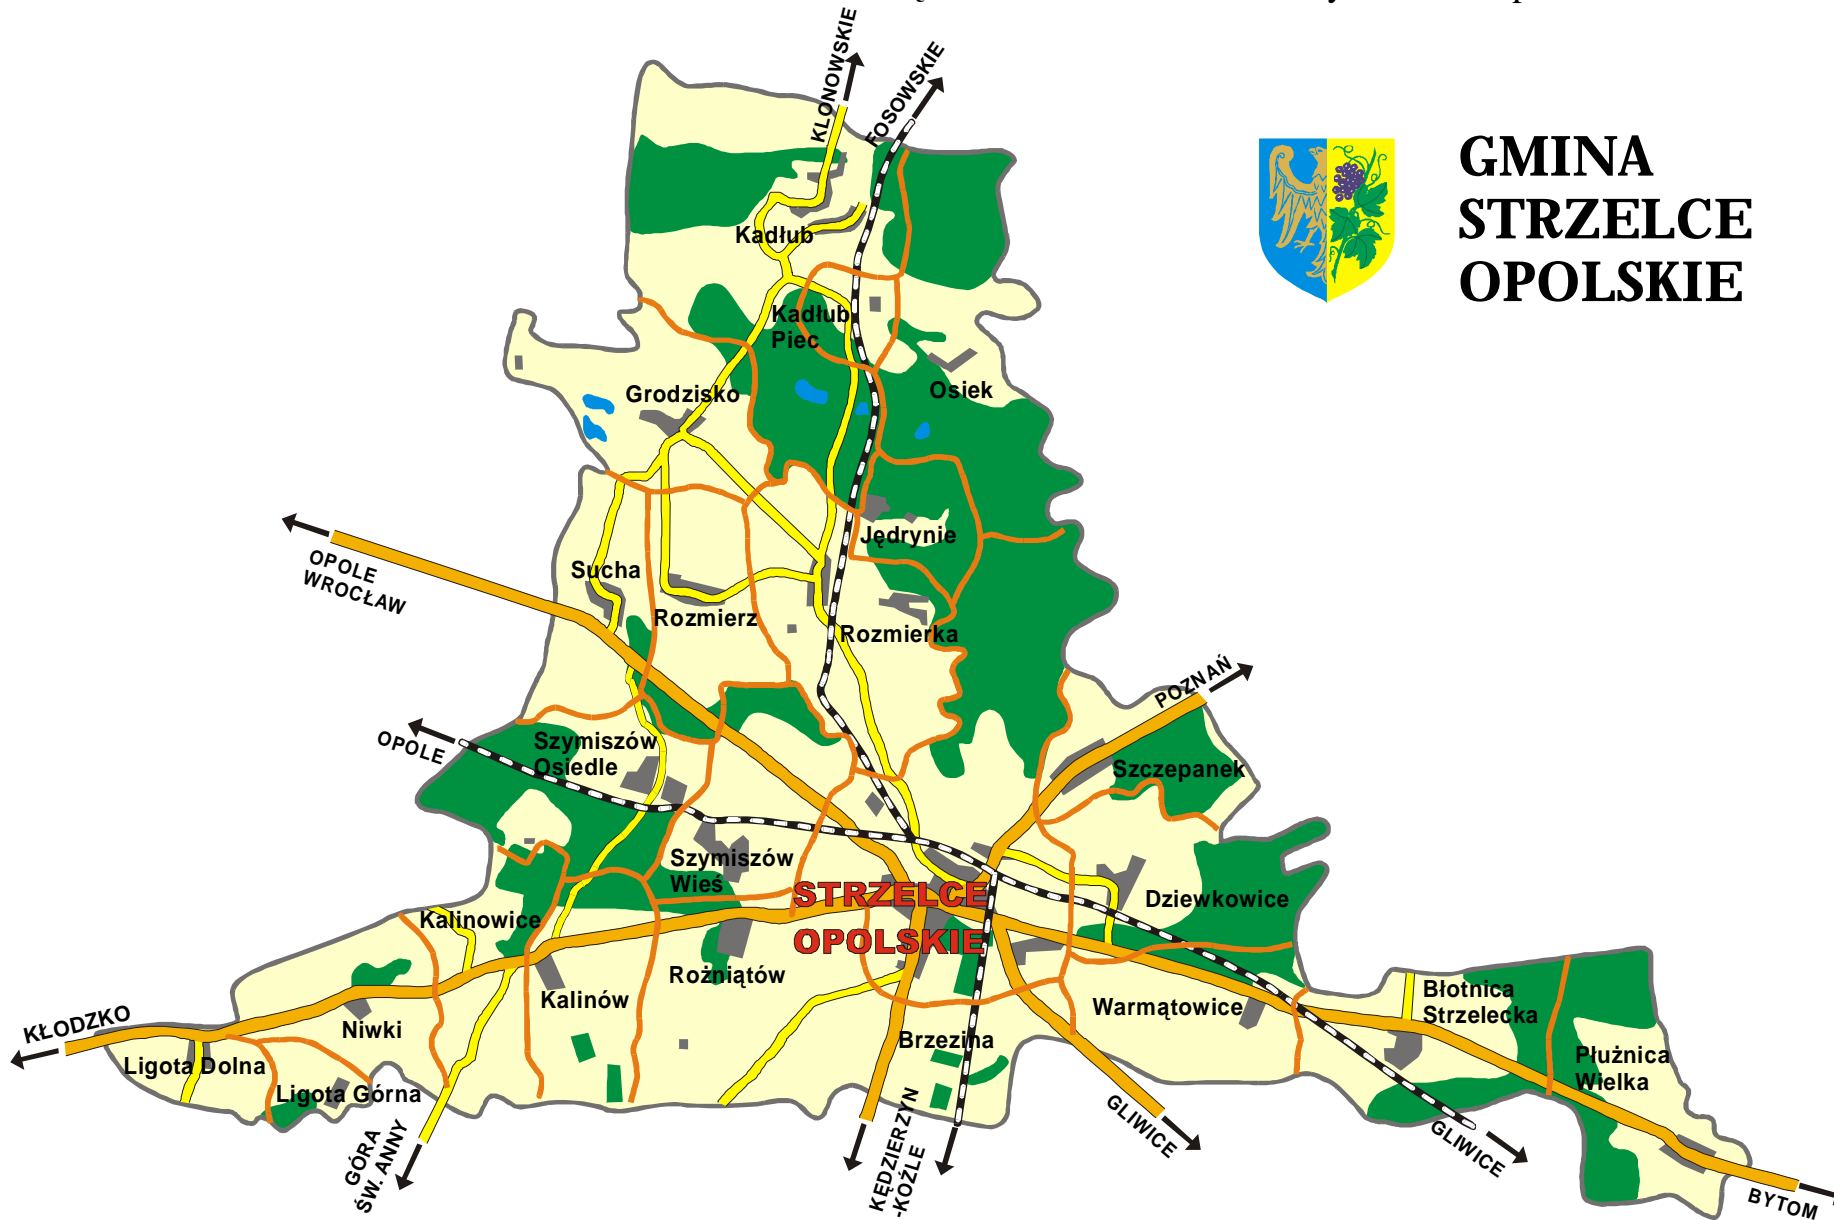 KLONOWSKIE
FOSOWSKIE
GMINA
STRZELCE
OPOLSKIE
Kadłub
Kadłub
Piec
Osiek
Grodzisko
Jędrynie
OPOLE
WROCŁAW
Sucha
Rozmierz
Rozmierka
POZNAŃ
OPOLE
Szymiszów
Osiedle
Szczepanek
Szymiszów
Wieś
STRZELCE
OPOLSKIE
Dziewkowice
Kalinowice
Rożniątów
Kalinów
Niwki
Warmątowice
Błotnica
Strzelecka
KŁODZKO
Brzezina
Ligota Dolna
Ligota Górna
Płużnica
Wielka
GÓRA
ŚW. ANNY
KĘDZIERZYN
-KOŹLE
GLIWICE
GLIWICE
BYTOM